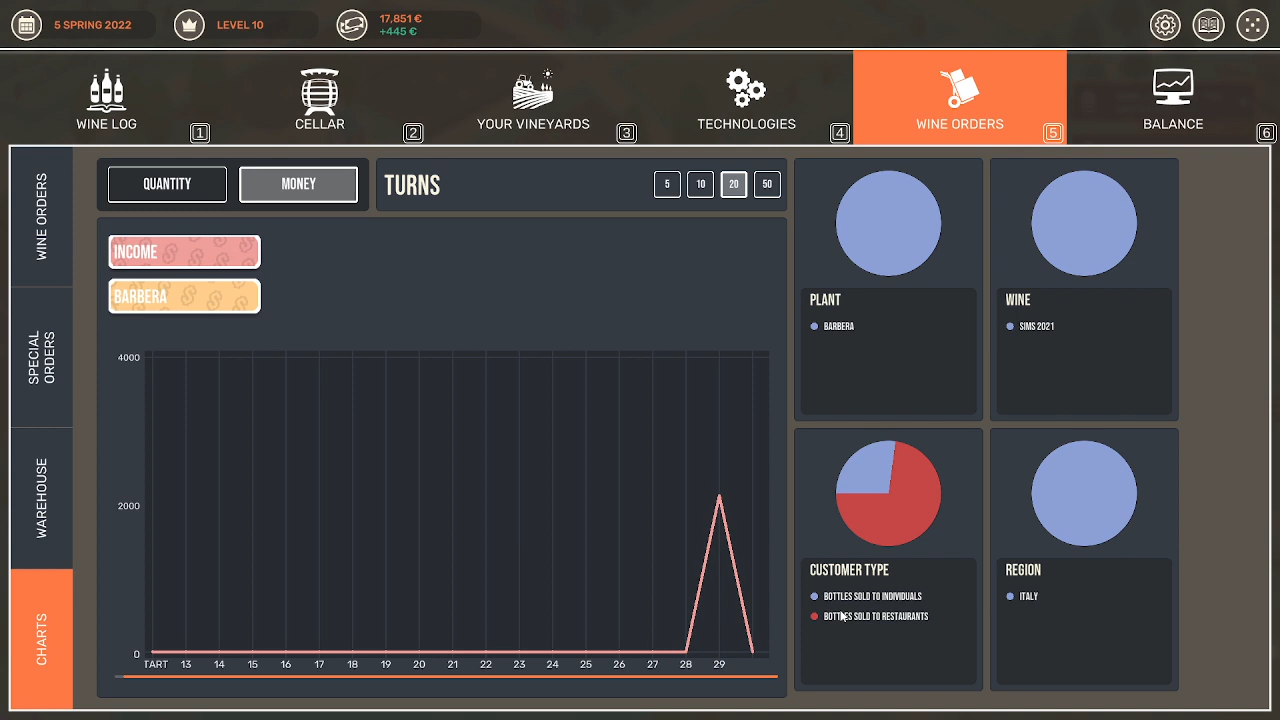 5 SPRING 2022
LEVEL 10
17,851 €
+445 €
WINE LOG
1
CELLAR
2
YOUR VINEYARDS
3
TECHNOLOGIES
4
WINE ORDERS
5
BALANCE
6
WINE ORDERS
SPECIAL
ORDERS
WAREHOUSE
CHARTS
QUANTITY
MONEY
TURNS
5
10
20
50
INCOME
BARBERA
4000
2000
0
TART 13 14 15 16 17 18 19 20 21 22 23 24 25 26 27 28 29
PLANT
BARBERA
WINE
SIMS 2021
CUSTOMER TYPE
BOTTLES SOLD TO INDIVIDUALS
BOTTLES SOLD TO RESTAURANTS
REGION
ITALY